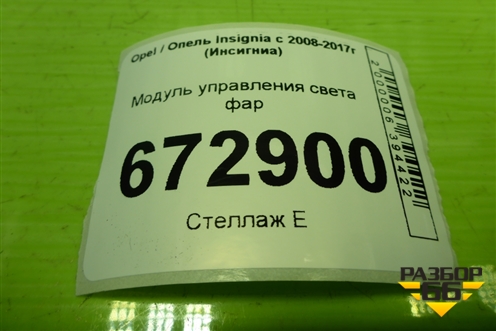 Opel / Опель Insignia с 2008-2017г
(Инсигниа)
Модуль управления света
фар
672900
Стеллаж Е
2000006394422
РАЗБОР
66